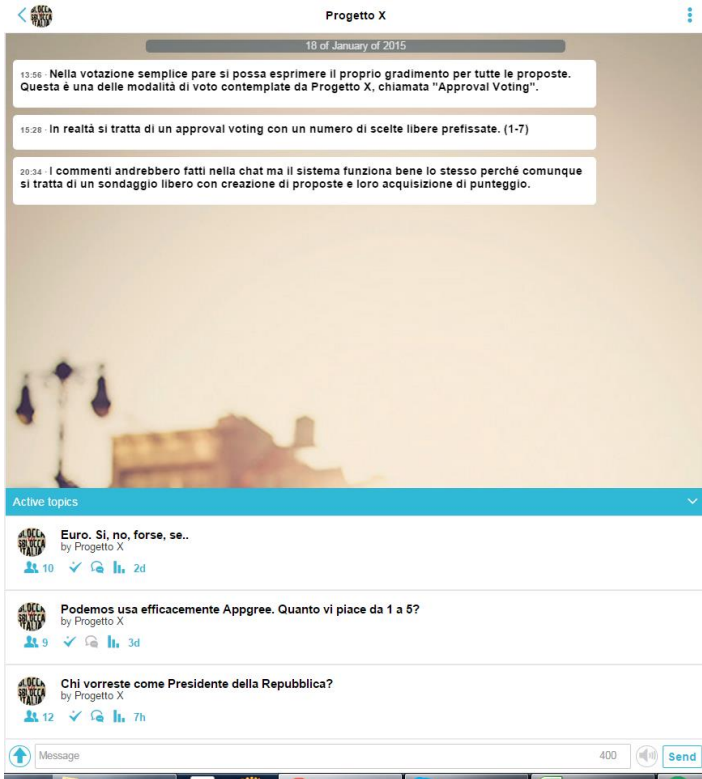 Progetto X
18 of January of 2015
13:56 - Nella votazione semplice pare si possa esprimere il proprio gradimento per tutte le proposte.
Questa è una delle modalità di voto contemplate da Progetto X, chiamata "Approval Voting".
15:28 - In realtà si tratta di un approval voting con un numero di scelte libere prefissate. (1-7)
20:34 - I commenti andrebbero fatti nella chat ma il sistema funziona bene lo stesso perché comunque
si tratta di un sondaggio libero con creazione di proposte e loro acquisizione di punteggio.
Active topics
Euro. Si, no, forse, se..
by Progetto X
10 2d
Podemos usa efficacemente Appgree. Quanto vi piace da 1 a 5?
by Progetto X
9 3d
Chi vorreste come Presidente della Repubblica?
by Progetto X
12 7h
Message 400 Send